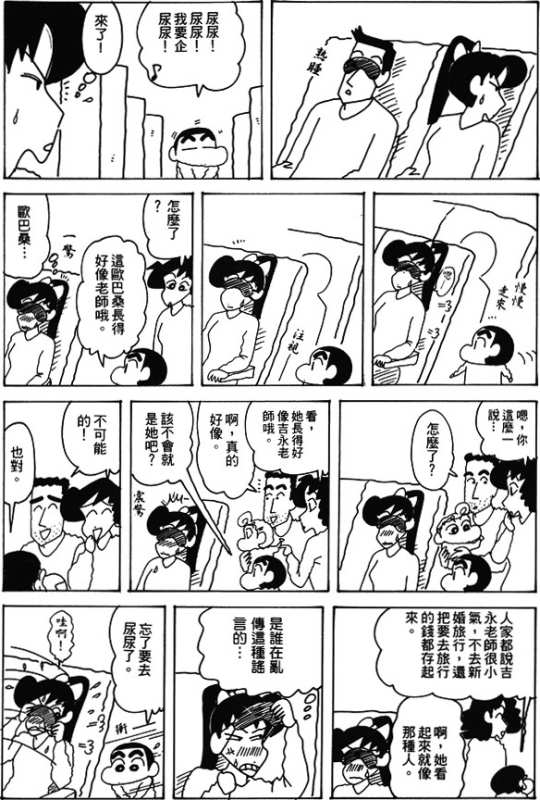 熟睡
尿尿！
尿尿！
我要企
尿尿！
來了！
慢慢
走來
注視
怎麼了
？
這歐巴桑長得
好像老師哦。
一驚
歐巴桑…
嗯，你
這麼一
說…
怎麼了？
看，
她長得好
像吉永老
師哦。
啊，真的
好像。
該不會就
是她吧？
震驚
不可能
的！
也對。
人家都說吉
永老師很小
氣，不去新
婚旅行，還
把要去旅行
的錢都存起
來。
啊，她看
起來就像
那種人。
是誰在亂
傳這種謠
言的…
忘了要去
尿尿了。
哇啊！
衝